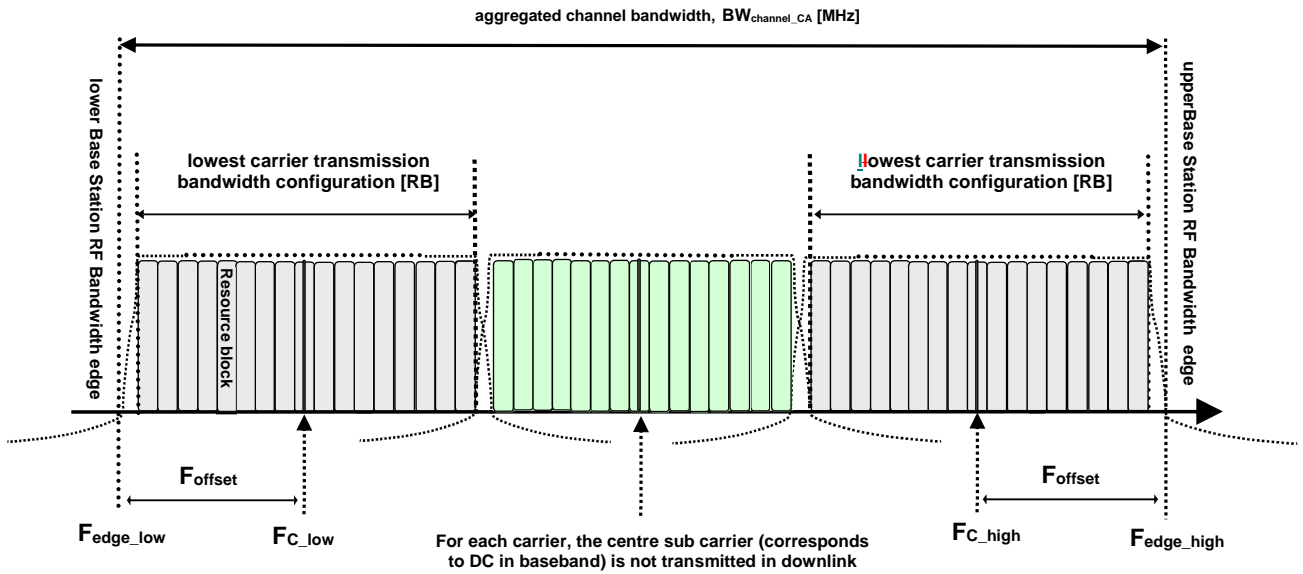 aggregated channel bandwidth, BWchannel_CA [MHz]
lower Base Station RF Bandwidth edge
upperBase Station RF Bandwidth edge
lowest carrier transmission
bandwidth configuration [RB]
lHowest carrier transmission
bandwidth configuration [RB]
Resource block
Foffset
Foffset
Fedge_low
FC_low
FC_high
Fedge_high
For each carrier, the centre sub carrier (corresponds
to DC in baseband) is not transmitted in downlink